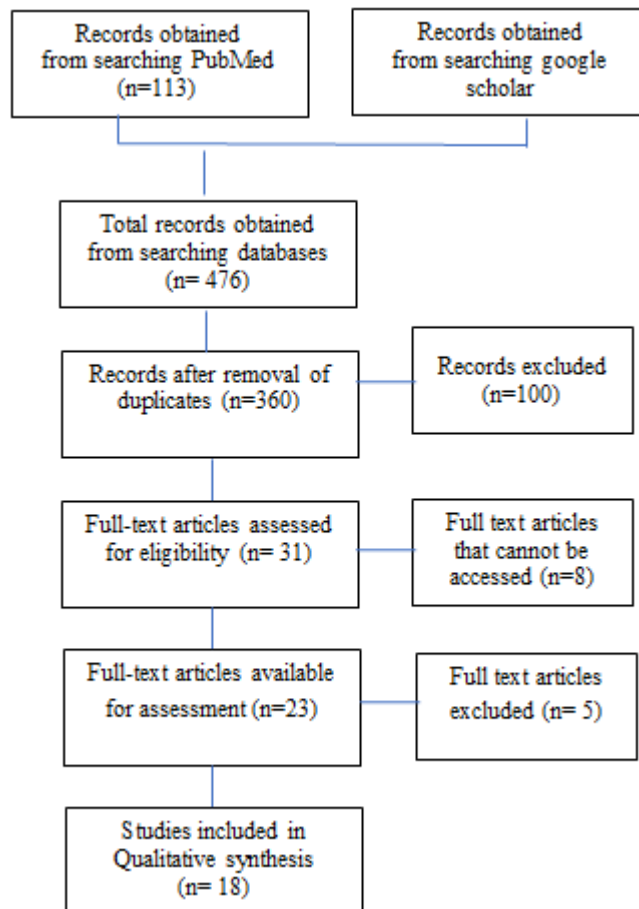 Records obtained
from searching PubMed
(n=113)
Records obtained
from searching google
scholar
Total records obtained
from searching databases
(n= 476)
Records after removal of
duplicates (n=360)
Records excluded
(n=100)
Full-text articles assessed
for eligibility (n= 31)
Full text articles
that cannot be
accessed (n=8)
Full-text articles available
for assessment (n=23)
Full text articles
excluded (n= 5)
Studies included in
Qualitative synthesis
(n= 18)